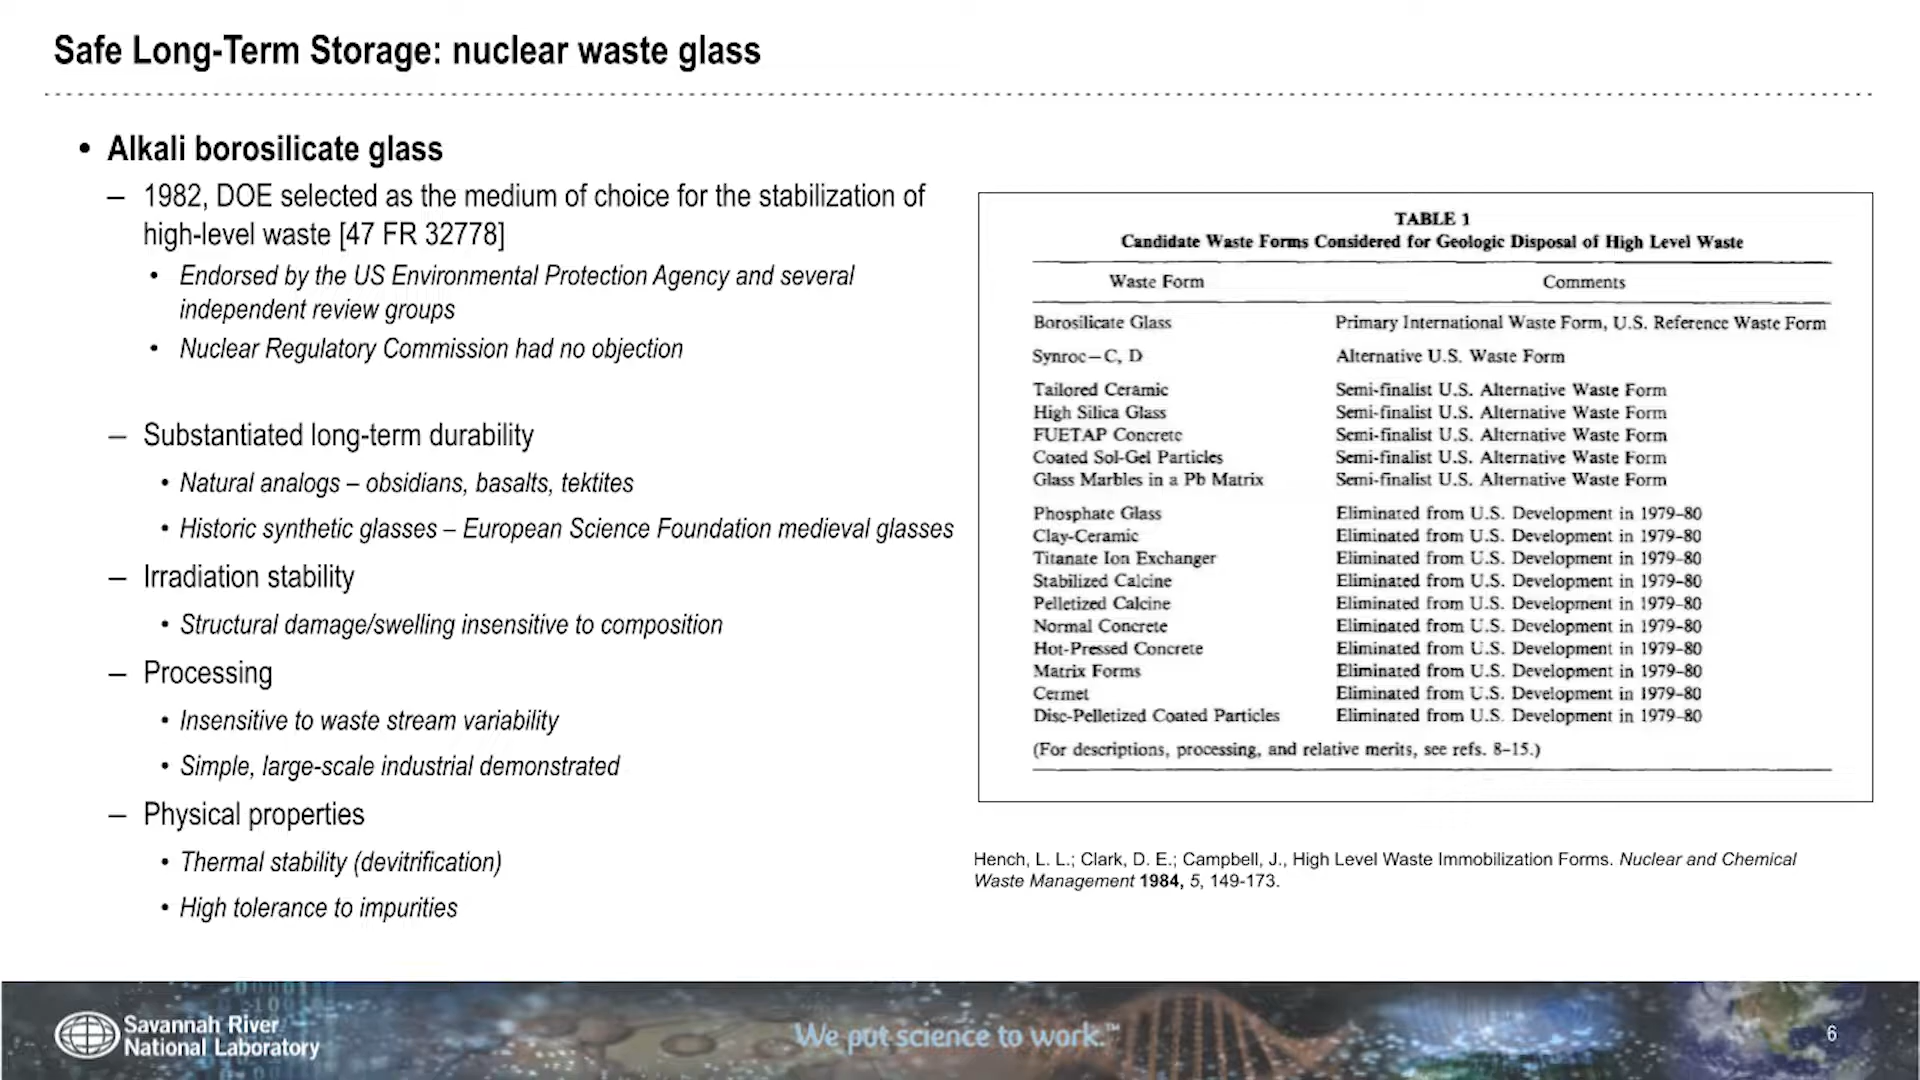 Safe Long-Term Storage: nuclear waste glass
• Alkali borosilicate glass
– 1982, DOE selected as the medium of choice for the stabilization of
high-level waste [47 FR 32778]
• Endorsed by the US Environmental Protection Agency and several
independent review groups
• Nuclear Regulatory Commission had no objection
– Substantiated long-term durability
• Natural analogs – obsidians, basalts, tektites
• Historic synthetic glasses – European Science Foundation medieval glasses
– Irradiation stability
• Structural damage/swelling insensitive to composition
– Processing
• Insensitive to waste stream variability
• Simple, large-scale industrial demonstrated
– Physical properties
• Thermal stability (devitrification)
• High tolerance to impurities
TABLE 1
Candidate Waste Forms Considered for Geologic Disposal of High Level Waste
Waste Form Comments
Borosilicate Glass Primary International Waste Form, U.S. Reference Waste Form
Synroc—C, D Alternative U.S. Waste Form
Tailored Ceramic Semi-finalist U.S. Alternative Waste Form
High Silica Glass Semi-finalist U.S. Alternative Waste Form
FUETAP Concrete Semi-finalist U.S. Alternative Waste Form
Coated Sol-Gel Particles Semi-finalist U.S. Alternative Waste Form
Glass Marbles in a Pb Matrix Semi-finalist U.S. Alternative Waste Form
Phosphate Glass Eliminated from U.S. Development in 1979–80
Clay-Ceramic Eliminated from U.S. Development in 1979–80
Titanate Ion Exchanger Eliminated from U.S. Development in 1979–80
Stabilized Calcine Eliminated from U.S. Development in 1979–80
Pelletized Calcine Eliminated from U.S. Development in 1979–80
Normal Concrete Eliminated from U.S. Development in 1979–80
Hot-Pressed Concrete Eliminated from U.S. Development in 1979–80
Matrix Forms Eliminated from U.S. Development in 1979–80
Cermet Eliminated from U.S. Development in 1979–80
Disc-Pelletized Coated Particles Eliminated from U.S. Development in 1979–80
(For descriptions, processing, and relative merits, see refs. 8–15.)
Hench, L. L.; Clark, D. E.; Campbell, J., High Level Waste Immobilization Forms. Nuclear and Chemical
Waste Management 1984, 5, 149-173.
Savannah River
National Laboratory
We put science to work.™
6